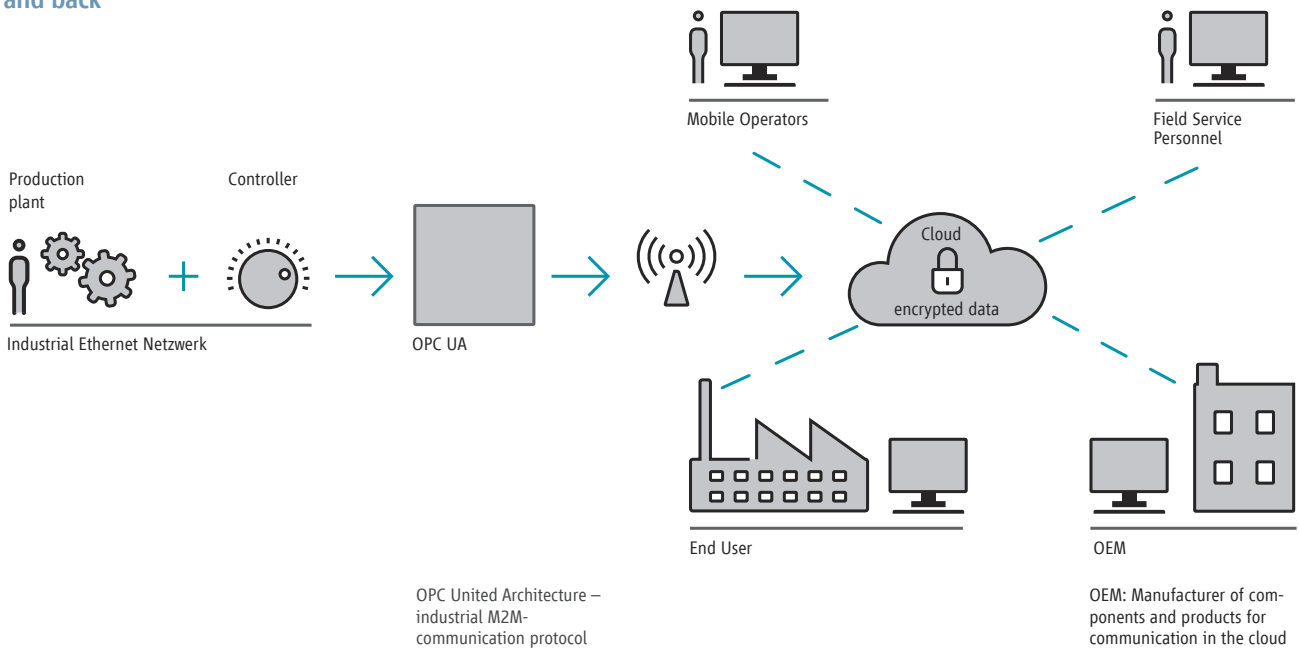 and back
Mobile Operators
Field Service
Personnel
Production
plant
Controller
Cloud
encrypted data
Industrial Ethernet Netzwerk
OPC UA
End User
OEM
OPC United Architecture –
industrial M2M-
communication protocol
OEM: Manufacturer of com-
ponents and products for
communication in the cloud